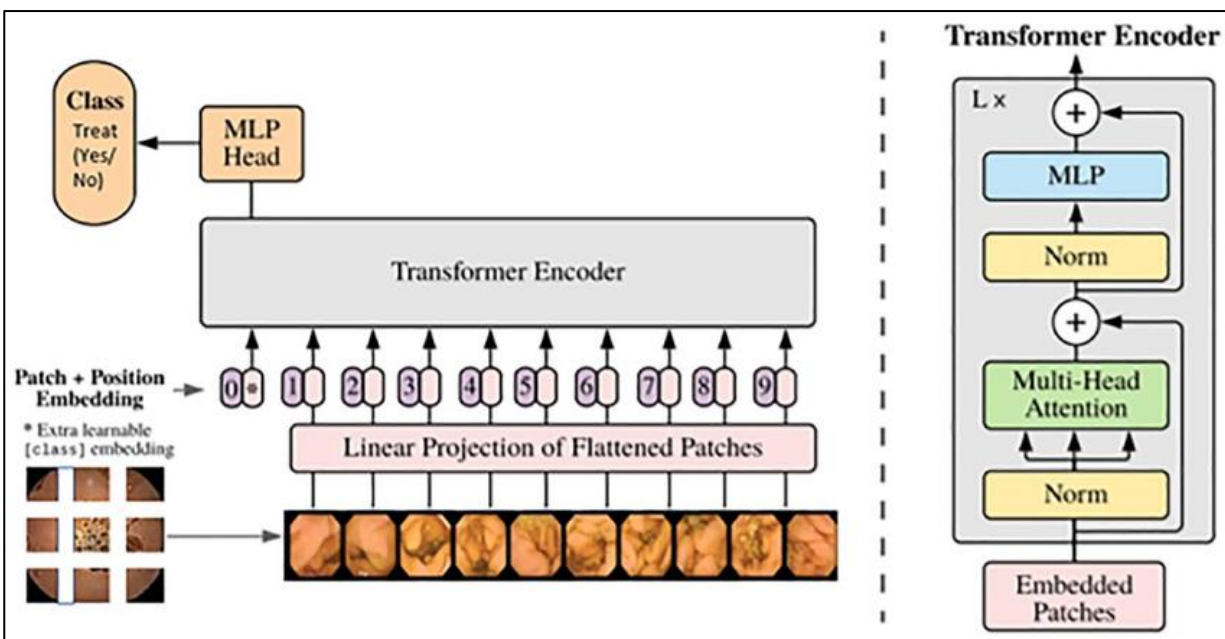 Class
Treat
(Yes/
No)
MLP
Head
Transformer Encoder
Patch + Position
Embedding
0 * 1 2 3 4 5 6 7 8 9
* Extra learnable
[class] embedding
Linear Projection of Flattened Patches
Transformer Encoder
L ×
+
MLP
Norm
+
Multi-Head
Attention
Norm
Embedded
Patches